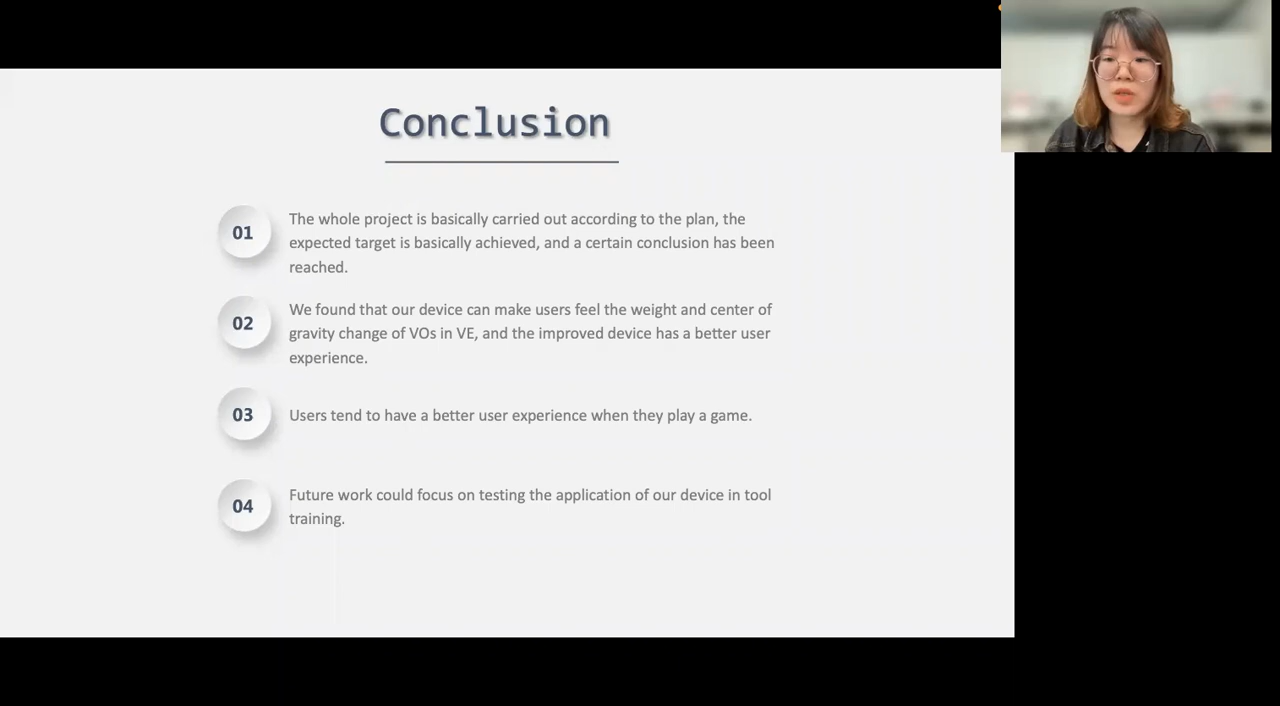 Conclusion
01
The whole project is basically carried out according to the plan, the
expected target is basically achieved, and a certain conclusion has been
reached.
02
We found that our device can make users feel the weight and center of
gravity change of VOs in VE, and the improved device has a better user
experience.
03
Users tend to have a better user experience when they play a game.
04
Future work could focus on testing the application of our device in tool
training.